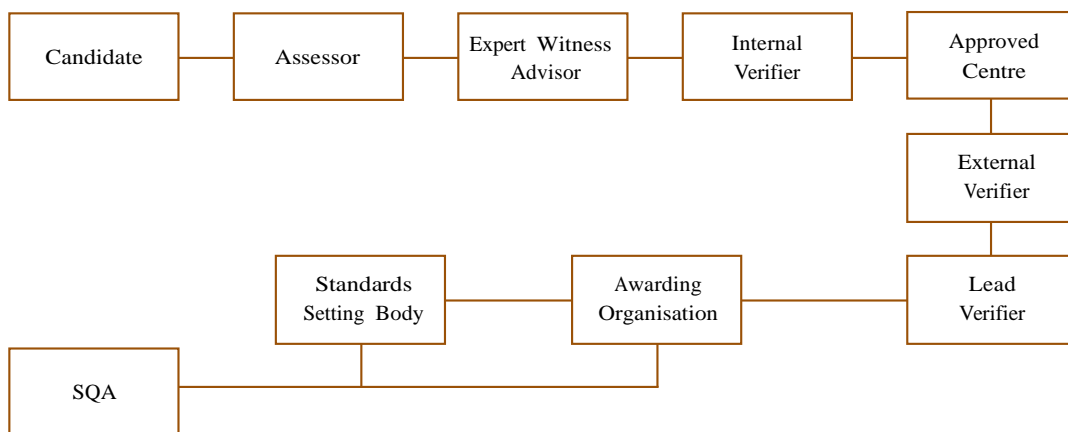 Candidate
Assessor
Expert Witness
Advisor
Internal
Verifier
Approved
Centre
External
Verifier
Standards
Setting Body
Awarding
Organisation
Lead
Verifier
SQA